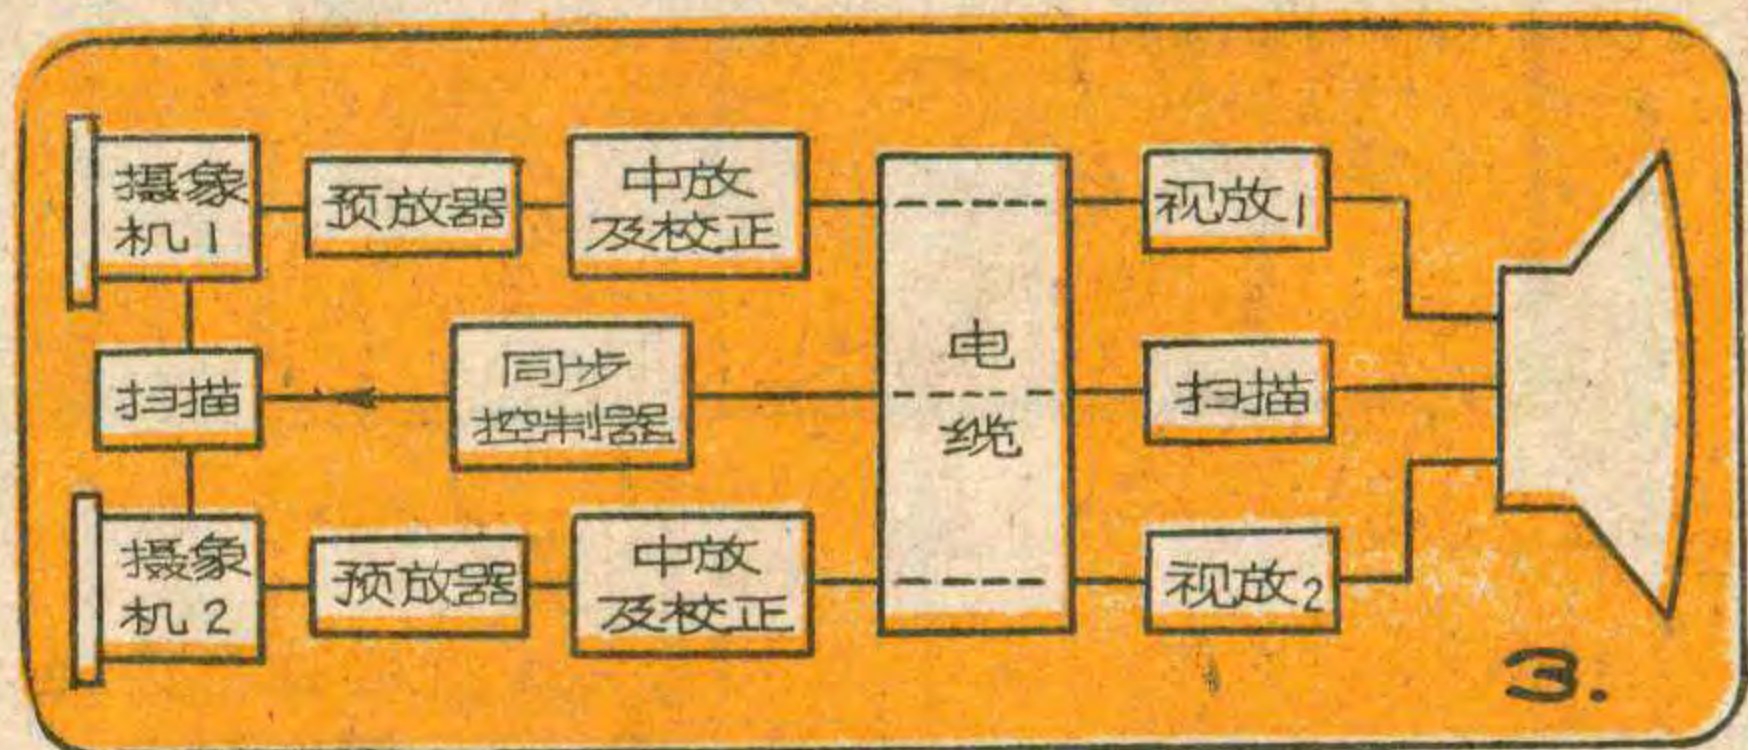 摄象
机1
预放器
中放
及校正
视放1
扫描
同步
控制器
电
缆
扫描
摄象
机2
预放器
中放
及校正
视放2
3.